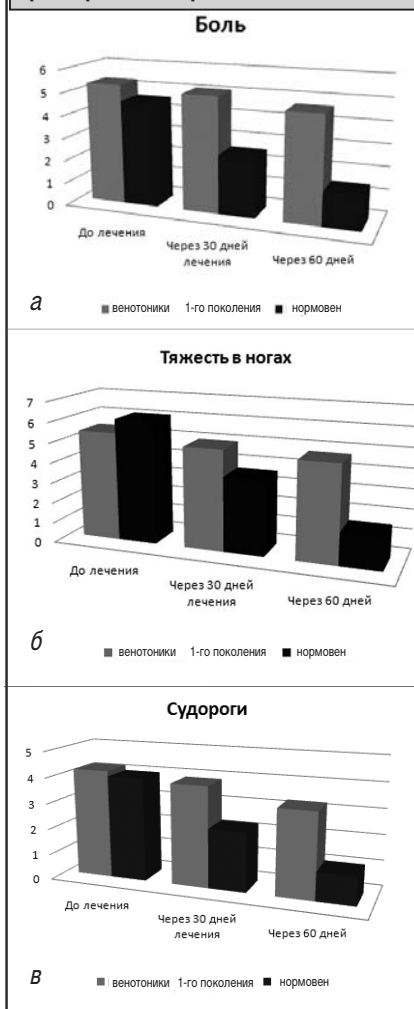 Боль
6
5
4
3
2
1
0
До лечения
Через 30 дней
лечения
Через 60 дней
а
венотоники 1-го поколения нормовен
Тяжесть в ногах
7
6
5
4
3
2
1
0
До лечения
Через 30 дней
лечения
Через 60 дней
б
венотоники 1-го поколения нормовен
Судороги
5
4
3
2
1
0
До лечения
Через 30 дней
лечения
Через 60 дней
в
венотоники 1-го поколения нормовен